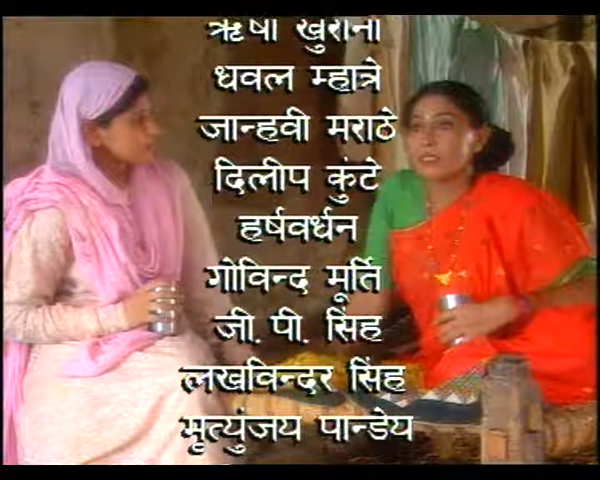 ऋषी खुराना
धवल म्हात्रे
जान्हवी मराठे
दिलीप कुंटे
हर्षवर्धन
गोविन्द मूर्ति
जी. पी. सिंह
लखविन्दर सिंह
मृत्युंजय पान्डेय